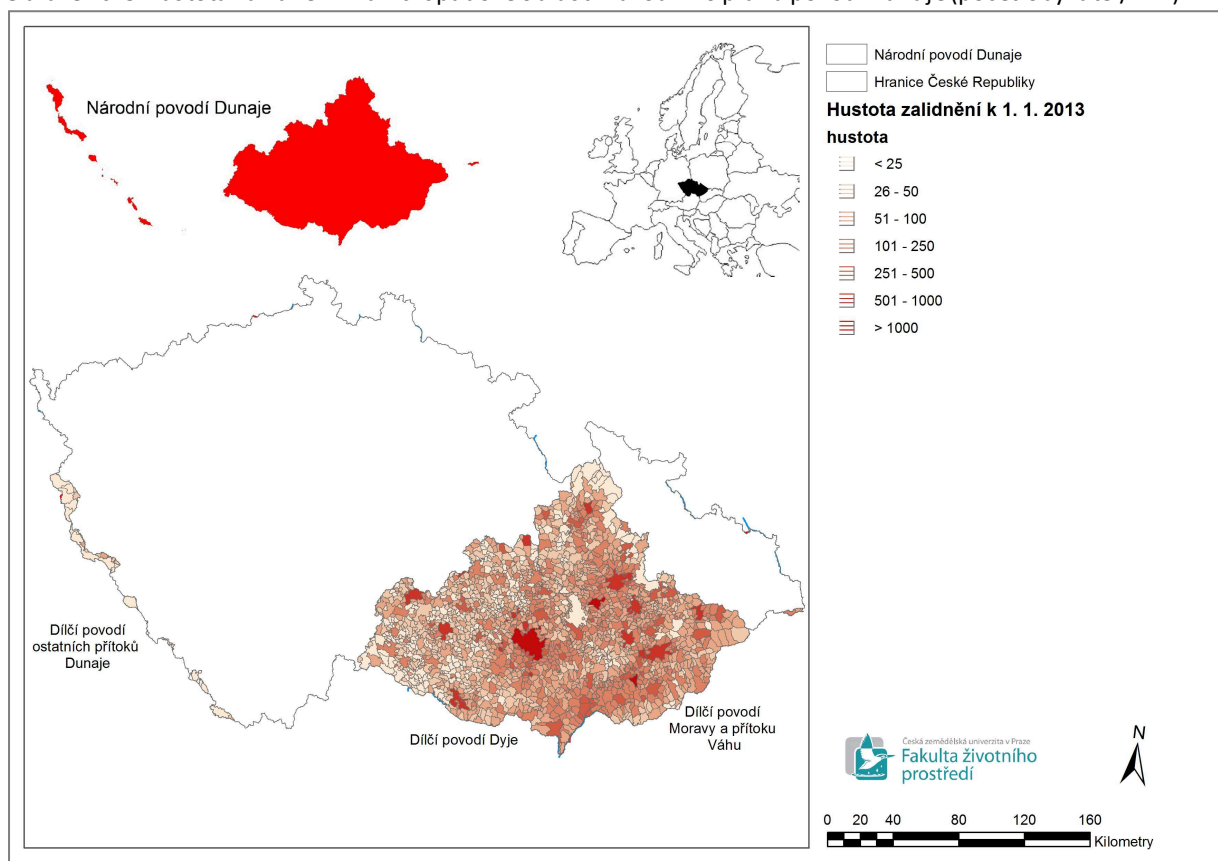 Národní povodí Dunaje
Národní povodí Dunaje
Hranice České Republiky
Hustota zalidnění k 1. 1. 2013
hustota
< 25
26 - 50
51 - 100
101 - 250
251 - 500
501 - 1000
> 1000
Dílčí povodí
ostatních přítoků
Dunaje
Dílčí povodí Dyje
Dílčí povodí
Moravy a přítoku
Váhu
Česká zemědělská univerzita v Praze
Fakulta životního
prostředí
N
0 20 40 80 120 160
Kilometry